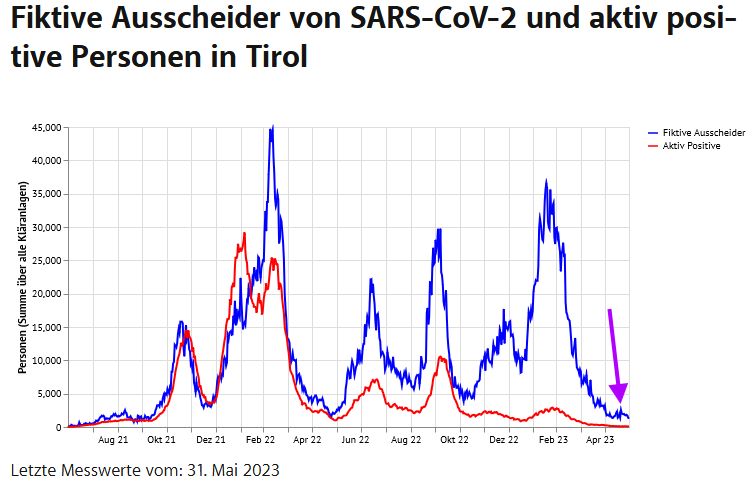 Fiktive Ausscheider von SARS-CoV-2 und aktiv posi-
tive Personen in Tirol
45,000
40,000
35,000
30,000
25,000
20,000
15,000
10,000
5,000
0
Personen (Summe über alle Kläranlagen)
Aug 21 Okt 21 Dez 21 Feb 22 Apr 22 Jun 22 Aug 22 Okt 22 Dez 22 Feb 23 Apr 23
Fiktive Ausscheider
Aktiv Positive
Letzte Messwerte vom: 31. Mai 2023